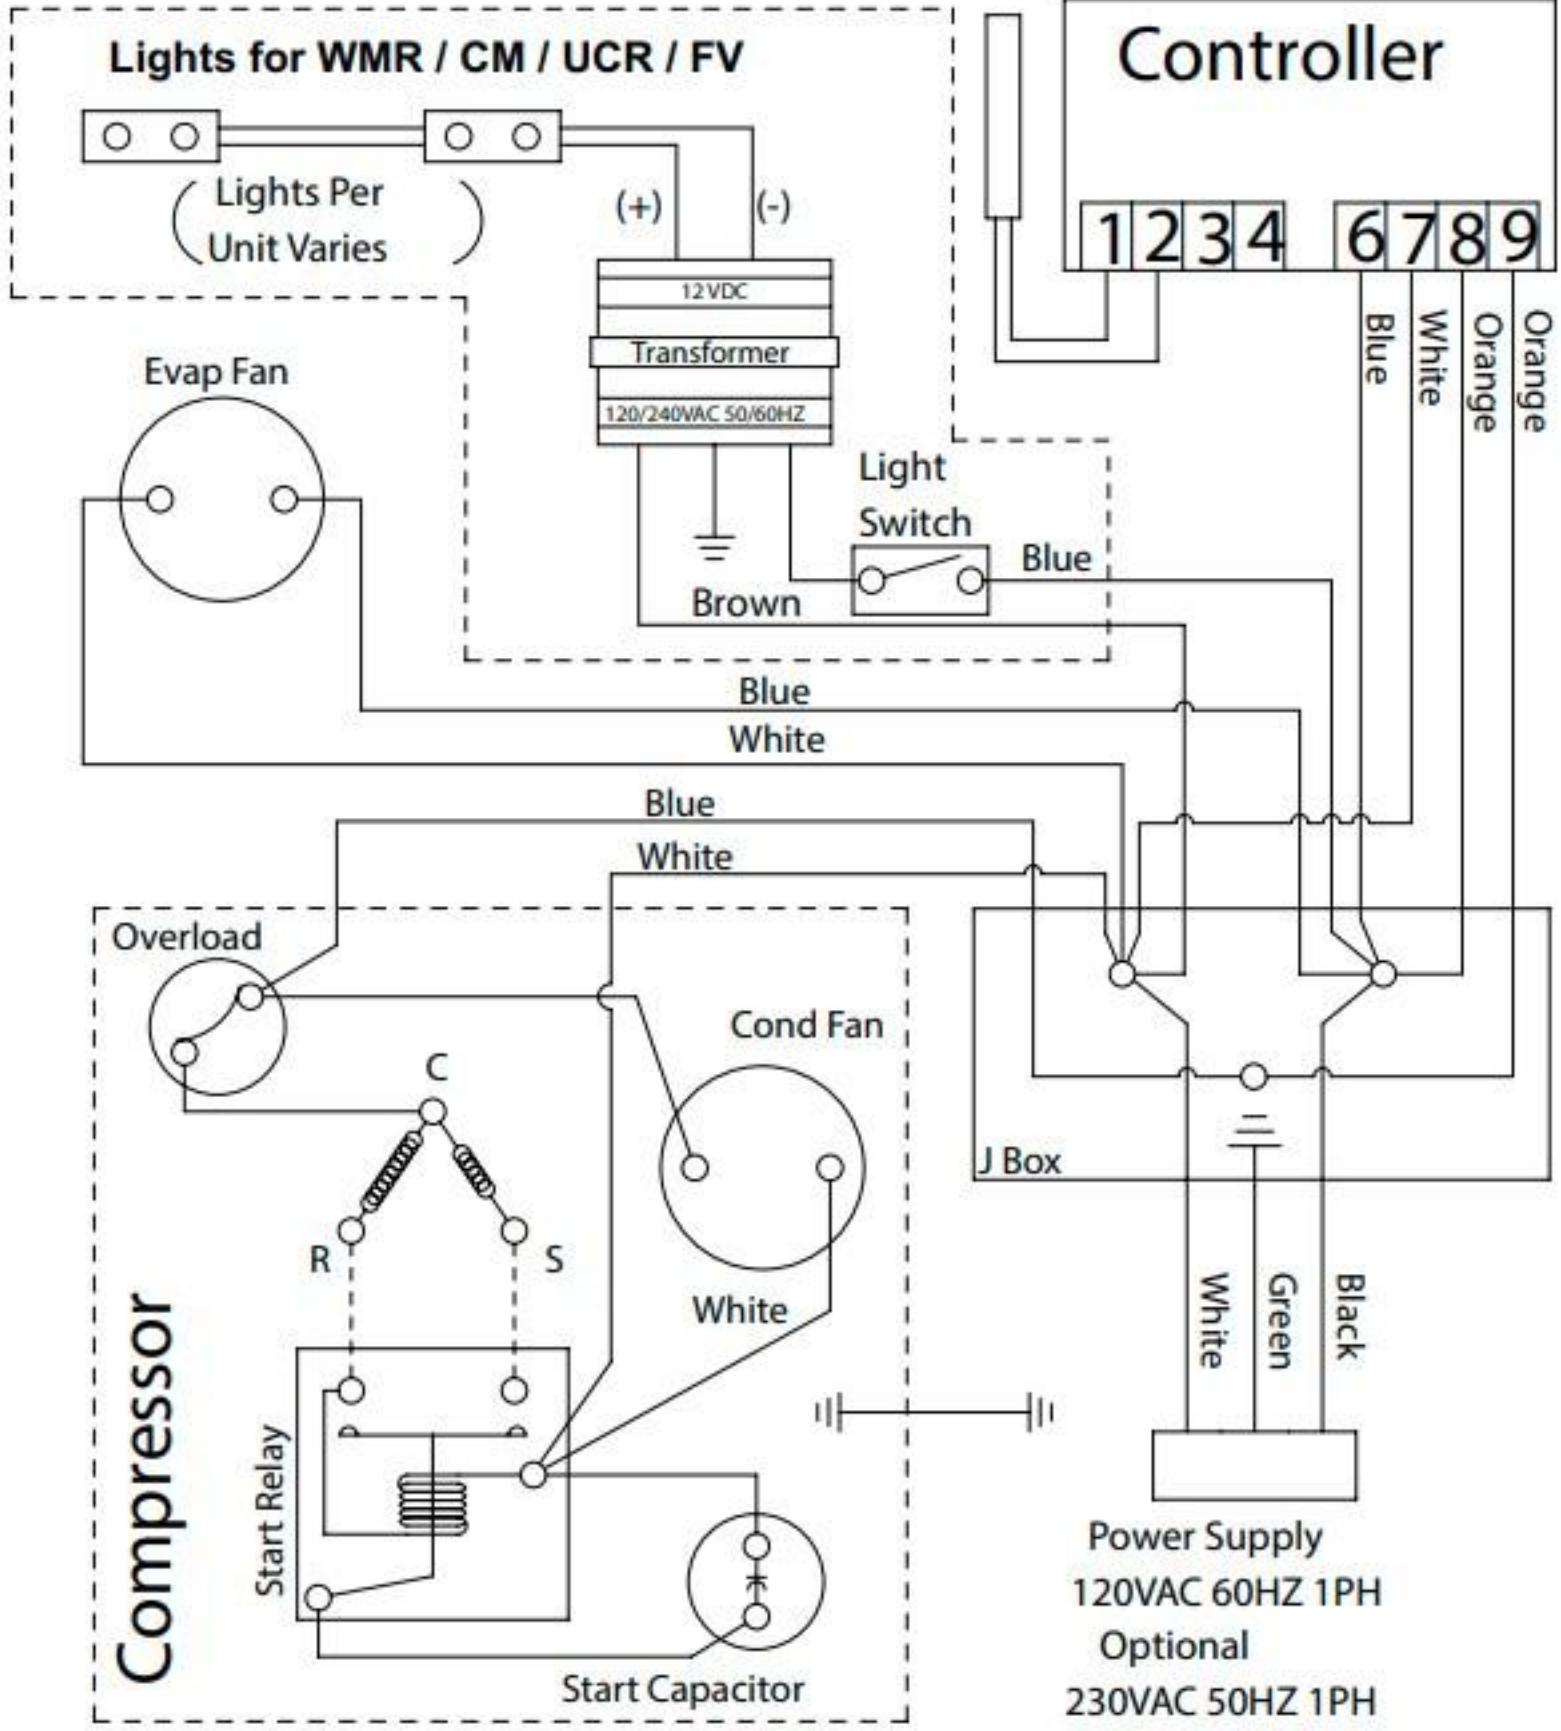 Lights for WMR / CM / UCR / FV
Controller
(Lights Per
Unit Varies)
(+)
(-)
1 2 3 4 6 7 8 9
12 VDC
Transformer
120/240VAC 50/60HZ
Blue
White
Orange
Orange
Evap Fan
Light
Switch
Blue
Brown
Blue
White
Blue
White
Overload
Cond Fan
C
R
S
White
J Box
White
Green
Black
Compressor
Start Relay
Start Capacitor
Power Supply
120VAC 60HZ 1PH
Optional
230VAC 50HZ 1PH